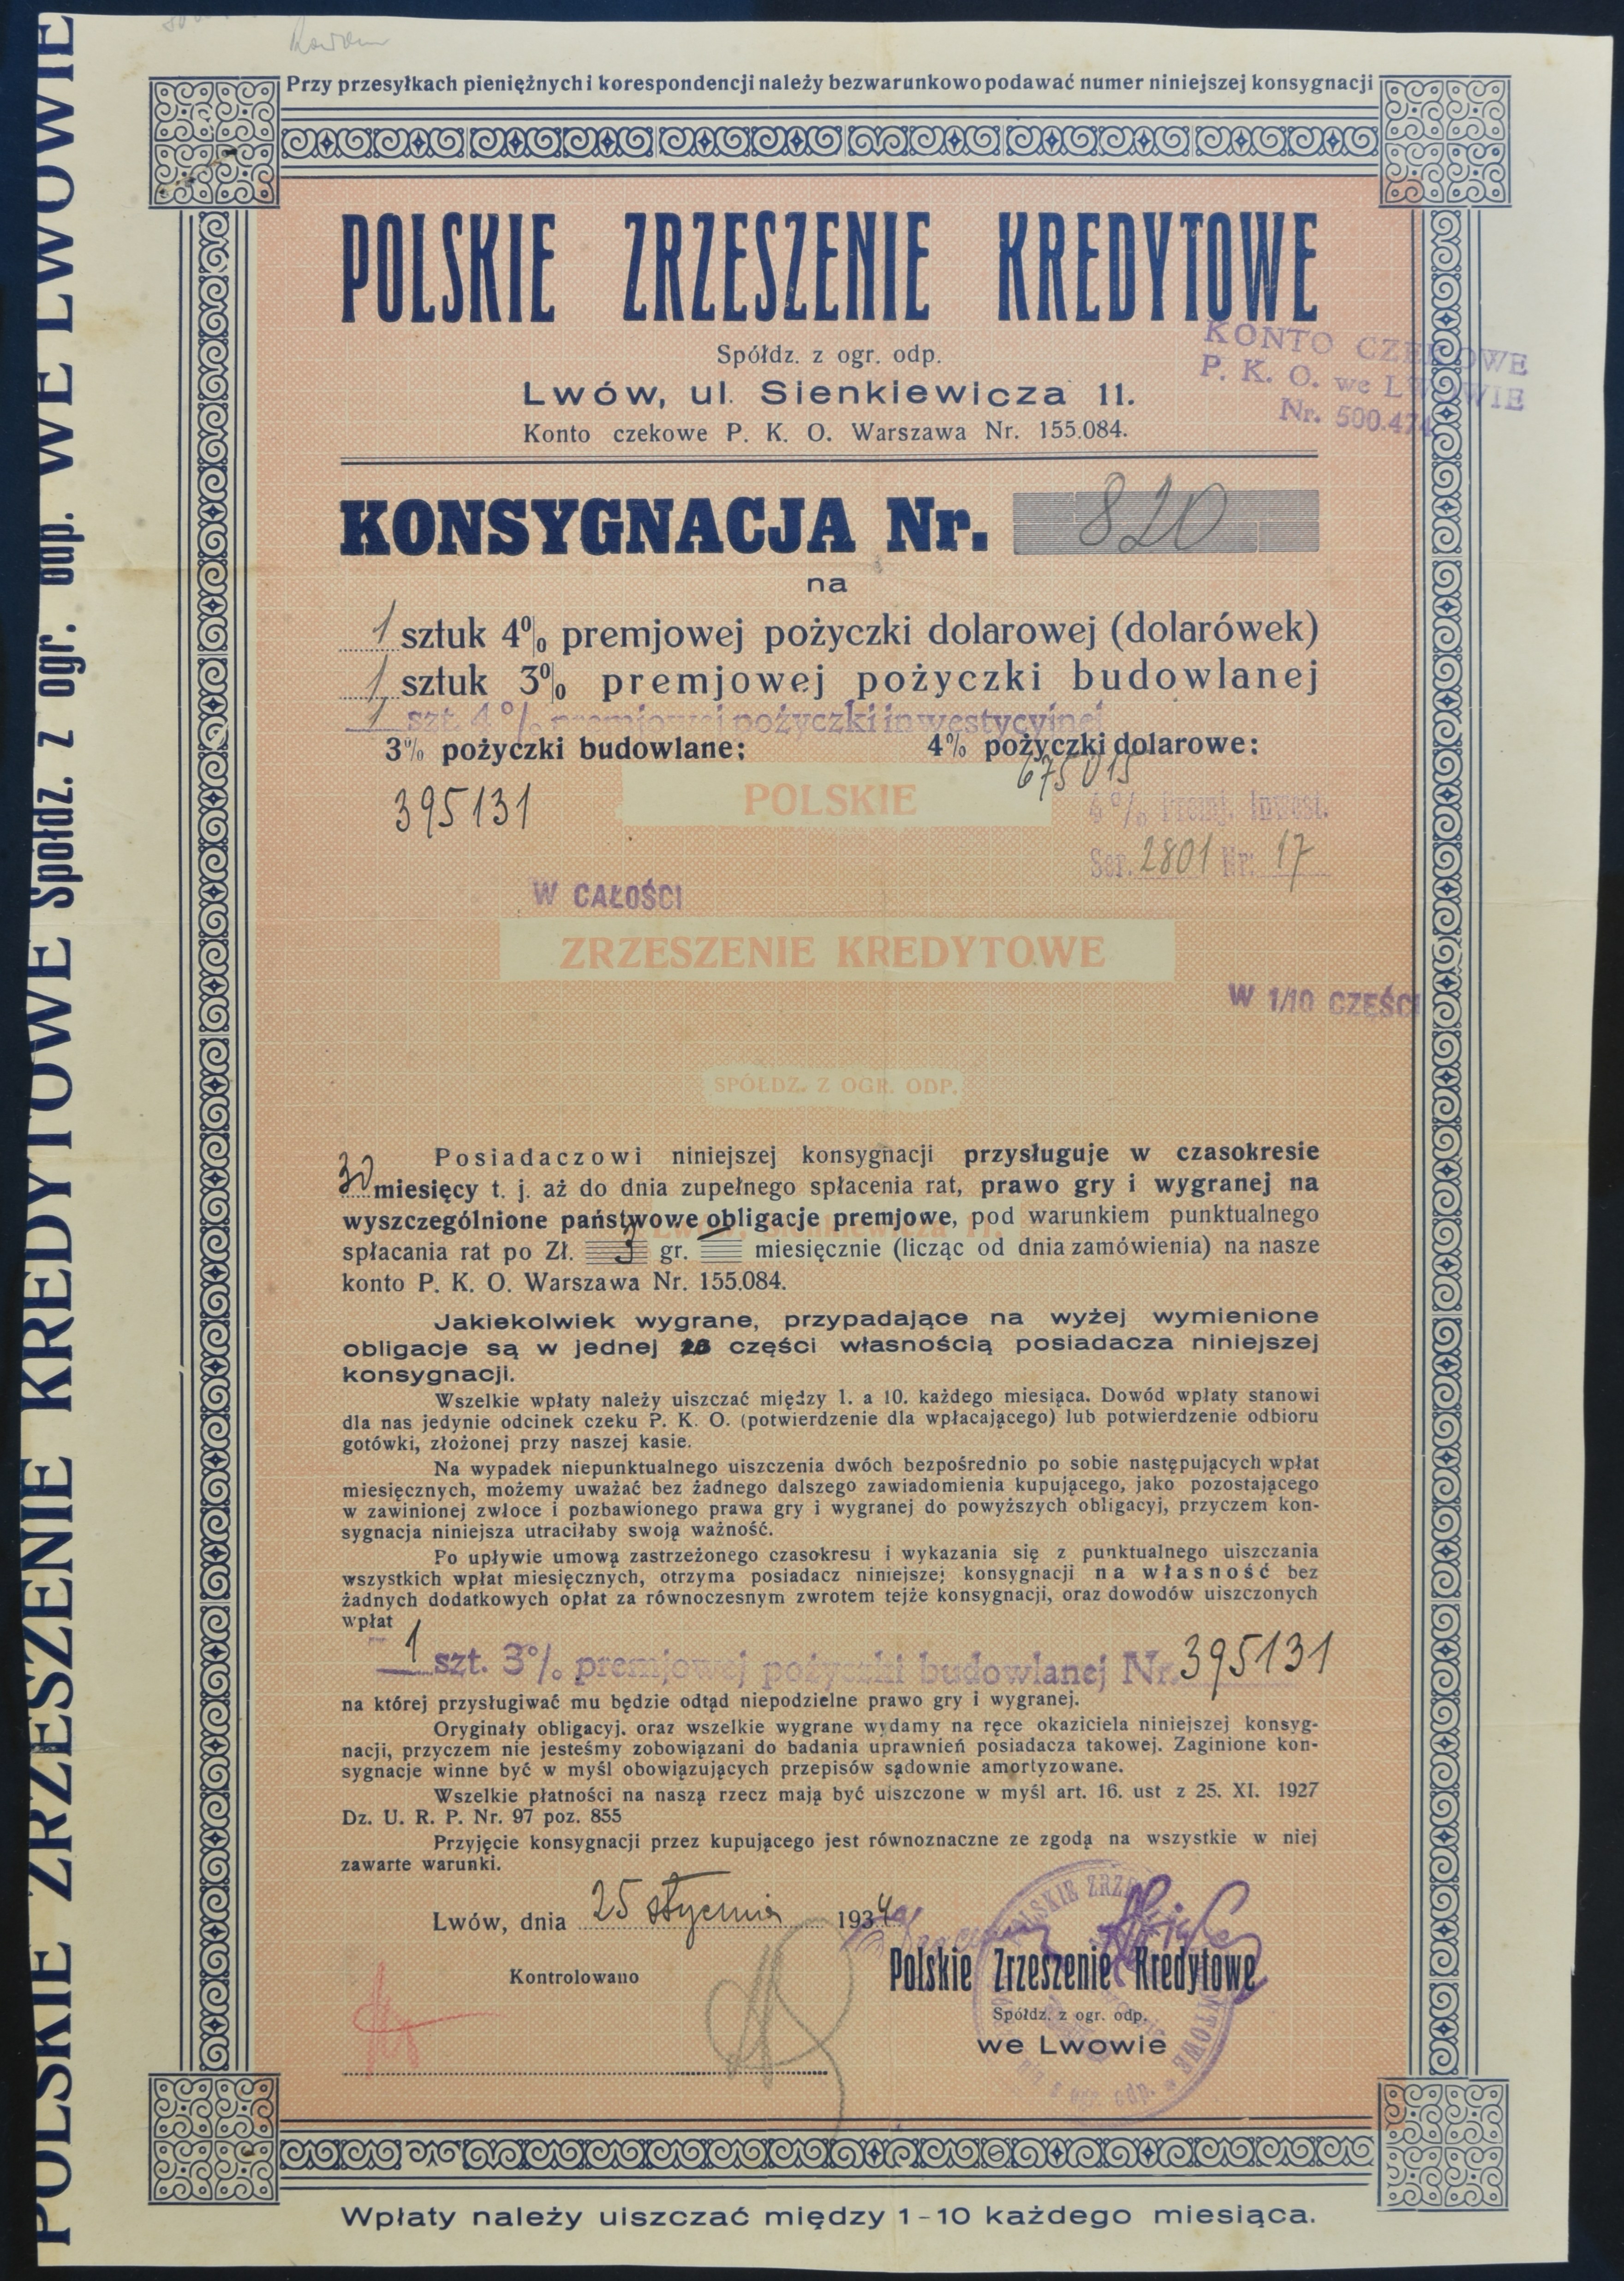 Przy przesyłkach pieniężnych i korespondencji należy bezwarunkowo podawać numer niniejszej konsygnacji
POLSKIE ZRZESZENIE KREDYTOWE Spółdz. z ogr. odp. WE LWOWIE
POLSKIE ZRZESZENIE KREDYTOWE
Spółdz. z ogr. odp.
Lwów, ul. Sienkiewicza 11.
Konto czekowe P. K. O. Warszawa Nr. 155.084.
KONTO CZEKOWE
P. K. O. we LWOWIE
Nr. 500.474
KONSYGNACJA Nr. 820
na
1 sztuk 4% premjowej pożyczki dolarowej (dolarówek)
1 sztuk 3% premjowej pożyczki budowlanej
1 szt. 4% premjowej pożyczki inwestycyjnej
3% pożyczki budowlane: 4% pożyczki dolarowe:
395131 675015
POLSKIE
4% Premj. Inwest.
Ser. 2801 Nr. 17
W CAŁOŚCI
ZRZESZENIE KREDYTOWE
W 1/10 CZĘŚCI
SPÓŁDZ. Z OGR. ODP.
Posiadaczowi niniejszej konsygnacji przysługuje w czasokresie
30 miesięcy t. j. aż do dnia zupełnego spłacenia rat, prawo gry i wygranej na
wyszczególnione państwowe obligacje premjowe, pod warunkiem punktualnego
spłacania rat po Zł. 3 gr. — miesięcznie (licząc od dnia zamówienia) na nasze
konto P. K. O. Warszawa Nr. 155.084.
Jakiekolwiek wygrane, przypadające na wyżej wymienione
obligacje są w jednej części własnością posiadacza niniejszej
konsygnacji.
Wszelkie wpłaty należy uiszczać między 1. a 10. każdego miesiąca. Dowód wpłaty stanowi
dla nas jedynie odcinek czeku P. K. O. (potwierdzenie dla wpłacającego) lub potwierdzenie odbioru
gotówki, złożonej przy naszej kasie.
Na wypadek niepunktualnego uiszczenia dwóch bezpośrednio po sobie następujących wpłat
miesięcznych, możemy uważać bez żadnego dalszego zawiadomienia kupującego, jako pozostającego
w zawinionej zwłoce i pozbawionego prawa gry i wygranej do powyższych obligacyj, przyczem kon-
sygnacja niniejsza utraciłaby swoją ważność.
Po upływie umową zastrzeżonego czasokresu i wykazania się z punktualnego uiszczania
wszystkich wpłat miesięcznych, otrzyma posiadacz niniejszej konsygnacji na własność bez
żadnych dodatkowych opłat za równoczesnym zwrotem tejże konsygnacji, oraz dowodów uiszczonych
wpłat
1 szt. 3% premjowej pożyczki budowlanej Nr. 395131
na której przysługiwać mu będzie odtąd niepodzielne prawo gry i wygranej.
Oryginały obligacyj. oraz wszelkie wygrane wydamy na ręce okaziciela niniejszej konsyg-
nacji, przyczem nie jesteśmy zobowiązani do badania uprawnień posiadacza takowej. Zaginione kon-
sygnacje winne być w myśl obowiązujących przepisów sądownie amortyzowane.
Wszelkie płatności na naszą rzecz mają być uiszczone w myśl art. 16. ust z 25. XI. 1927
Dz. U. R. P. Nr. 97 poz. 855
Przyjęcie konsygnacji przez kupującego jest równoznaczne ze zgodą na wszystkie w niej
zawarte warunki.
Lwów, dnia 25 stycznia 1934
Kontrolowano
Polskie Zrzeszenie Kredytowe
Spółdz. z ogr. odp.
we Lwowie
Wpłaty należy uiszczać między 1-10 każdego miesiąca.